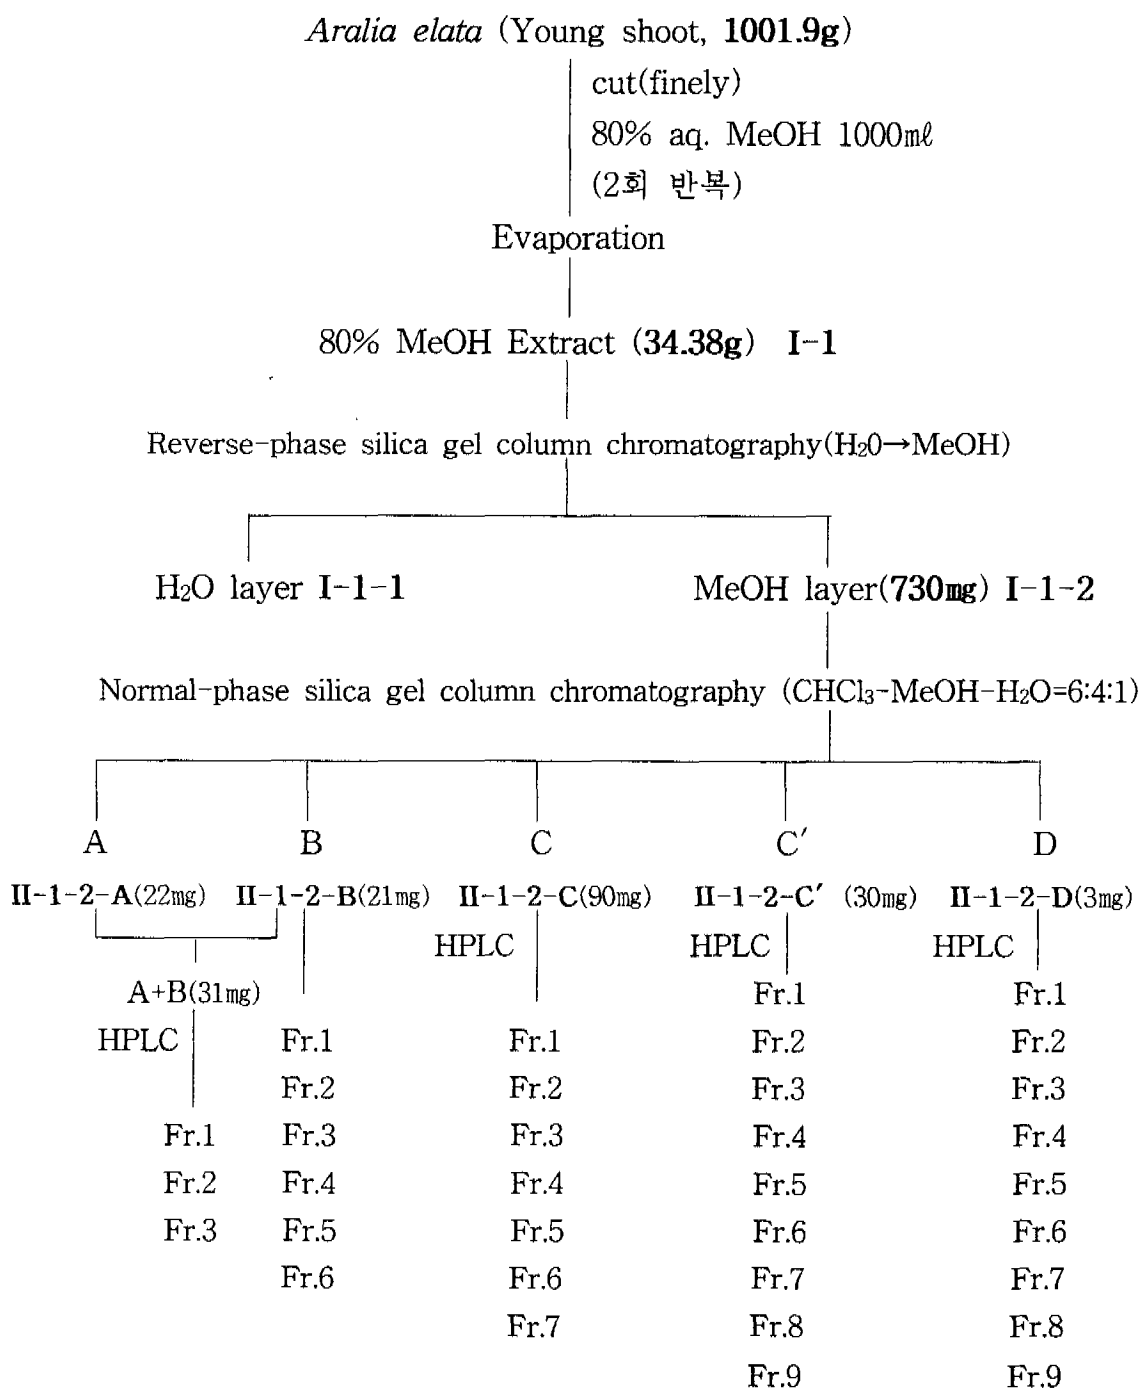 Aralia elata (Young shoot, 1001.9g)
cut(finely)
80% aq. MeOH 1000㎖
(2회 반복)
Evaporation
80% MeOH Extract (34.38g) I-1
Reverse-phase silica gel column chromatography(H₂0→MeOH)
H₂O layer I-1-1
MeOH layer(730㎎) I-1-2
Normal-phase silica gel column chromatography (CHCl₃-MeOH-H₂O=6:4:1)
A B C C′ D
II-1-2-A(22㎎) II-1-2-B(21㎎) II-1-2-C(90㎎) II-1-2-C′ (30㎎) II-1-2-D(3㎎)
HPLC HPLC HPLC
A+B(31㎎) Fr.1 Fr.1
HPLC Fr.1 Fr.1 Fr.2 Fr.2
Fr.2 Fr.2 Fr.3 Fr.3
Fr.1 Fr.3 Fr.3 Fr.4 Fr.4
Fr.2 Fr.4 Fr.4 Fr.5 Fr.5
Fr.3 Fr.5 Fr.5 Fr.6 Fr.6
Fr.6 Fr.6 Fr.7 Fr.7
Fr.7 Fr.8 Fr.8
Fr.9 Fr.9